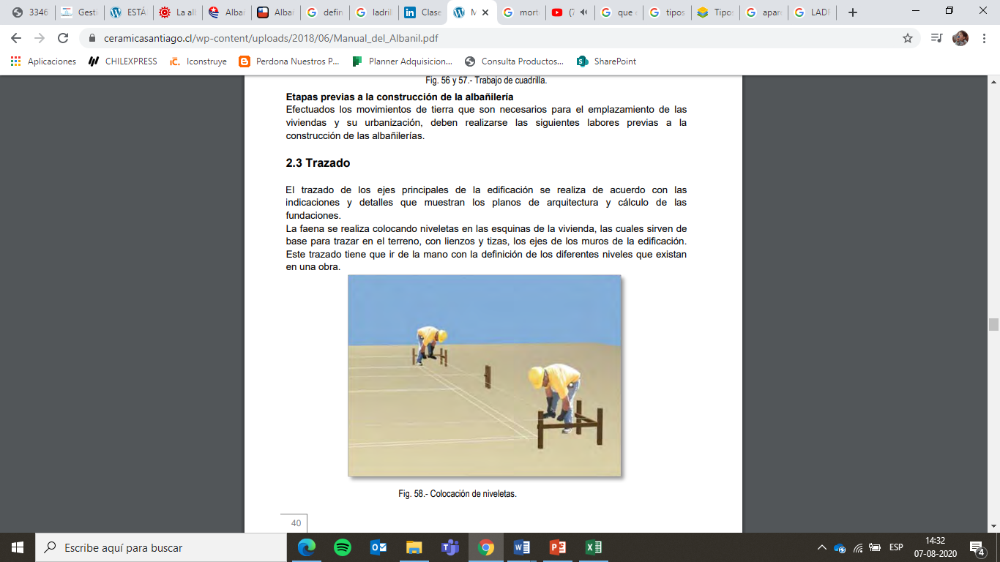 3346
Gesti
ESTÁ
La all
Albai
Albai
defin
ladrill
Clase
M
mort
(7
que
tipos
Tipo
apar
LADF
ceramicasantiago.cl/wp-content/uploads/2018/06/Manual_del_Albanil.pdf
Aplicaciones
CHILEXPRESS
Iconstruye
Perdona Nuestros P...
Planner Adquisicion...
Consulta Productos...
SharePoint
Fig. 56 y 57.- Trabajo de cuadrilla.
Etapas previas a la construcción de la albañilería
Efectuados los movimientos de tierra que son necesarios para el emplazamiento de las
viviendas y su urbanización, deben realizarse las siguientes labores previas a la
construcción de las albañilerías.
2.3 Trazado
El trazado de los ejes principales de la edificación se realiza de acuerdo con las
indicaciones y detalles que muestran los planos de arquitectura y cálculo de las
fundaciones.
La faena se realiza colocando niveletas en las esquinas de la vivienda, las cuales sirven de
base para trazar en el terreno, con lienzos y tizas, los ejes de los muros de la edificación.
Este trazado tiene que ir de la mano con la definición de los diferentes niveles que existan
en una obra.
Fig. 58.- Colocación de niveletas.
40
Escribe aquí para buscar
ESP
14:32
07-08-2020
4